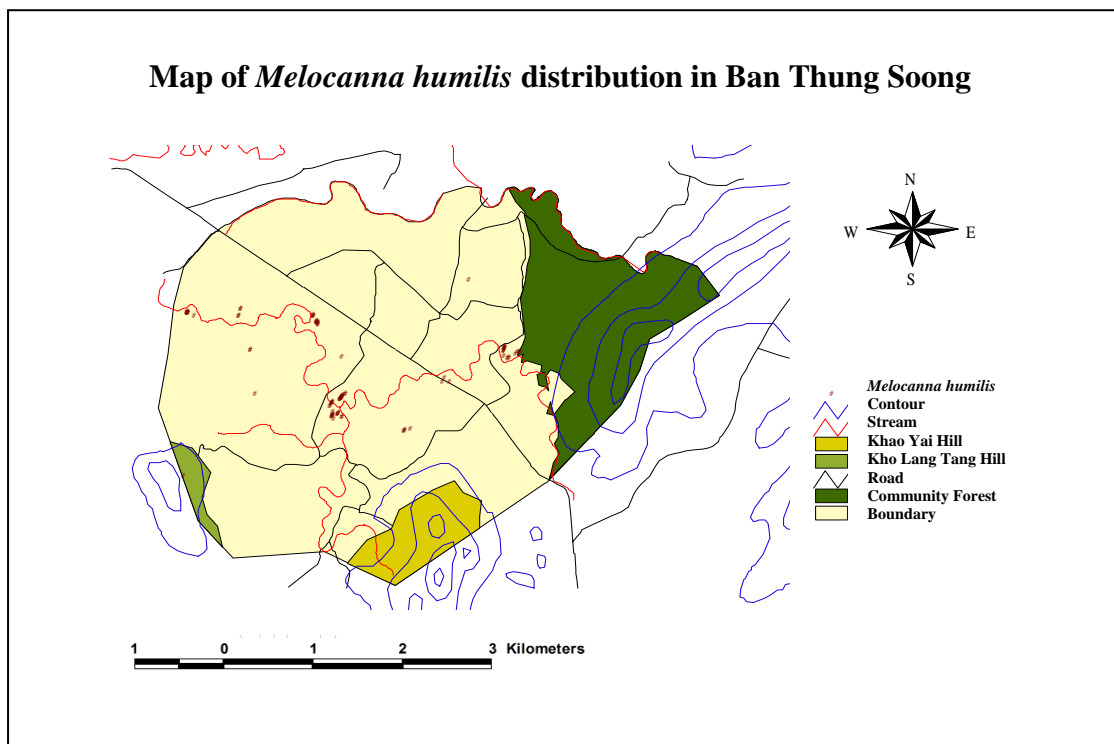 Map of Melocanna humilis distribution in Ban Thung Soong
N
W E
S
Melocanna humilis
Contour
Stream
Khao Yai Hill
Kho Lang Tang Hill
Road
Community Forest
Boundary
1 0 1 2 3 Kilometers